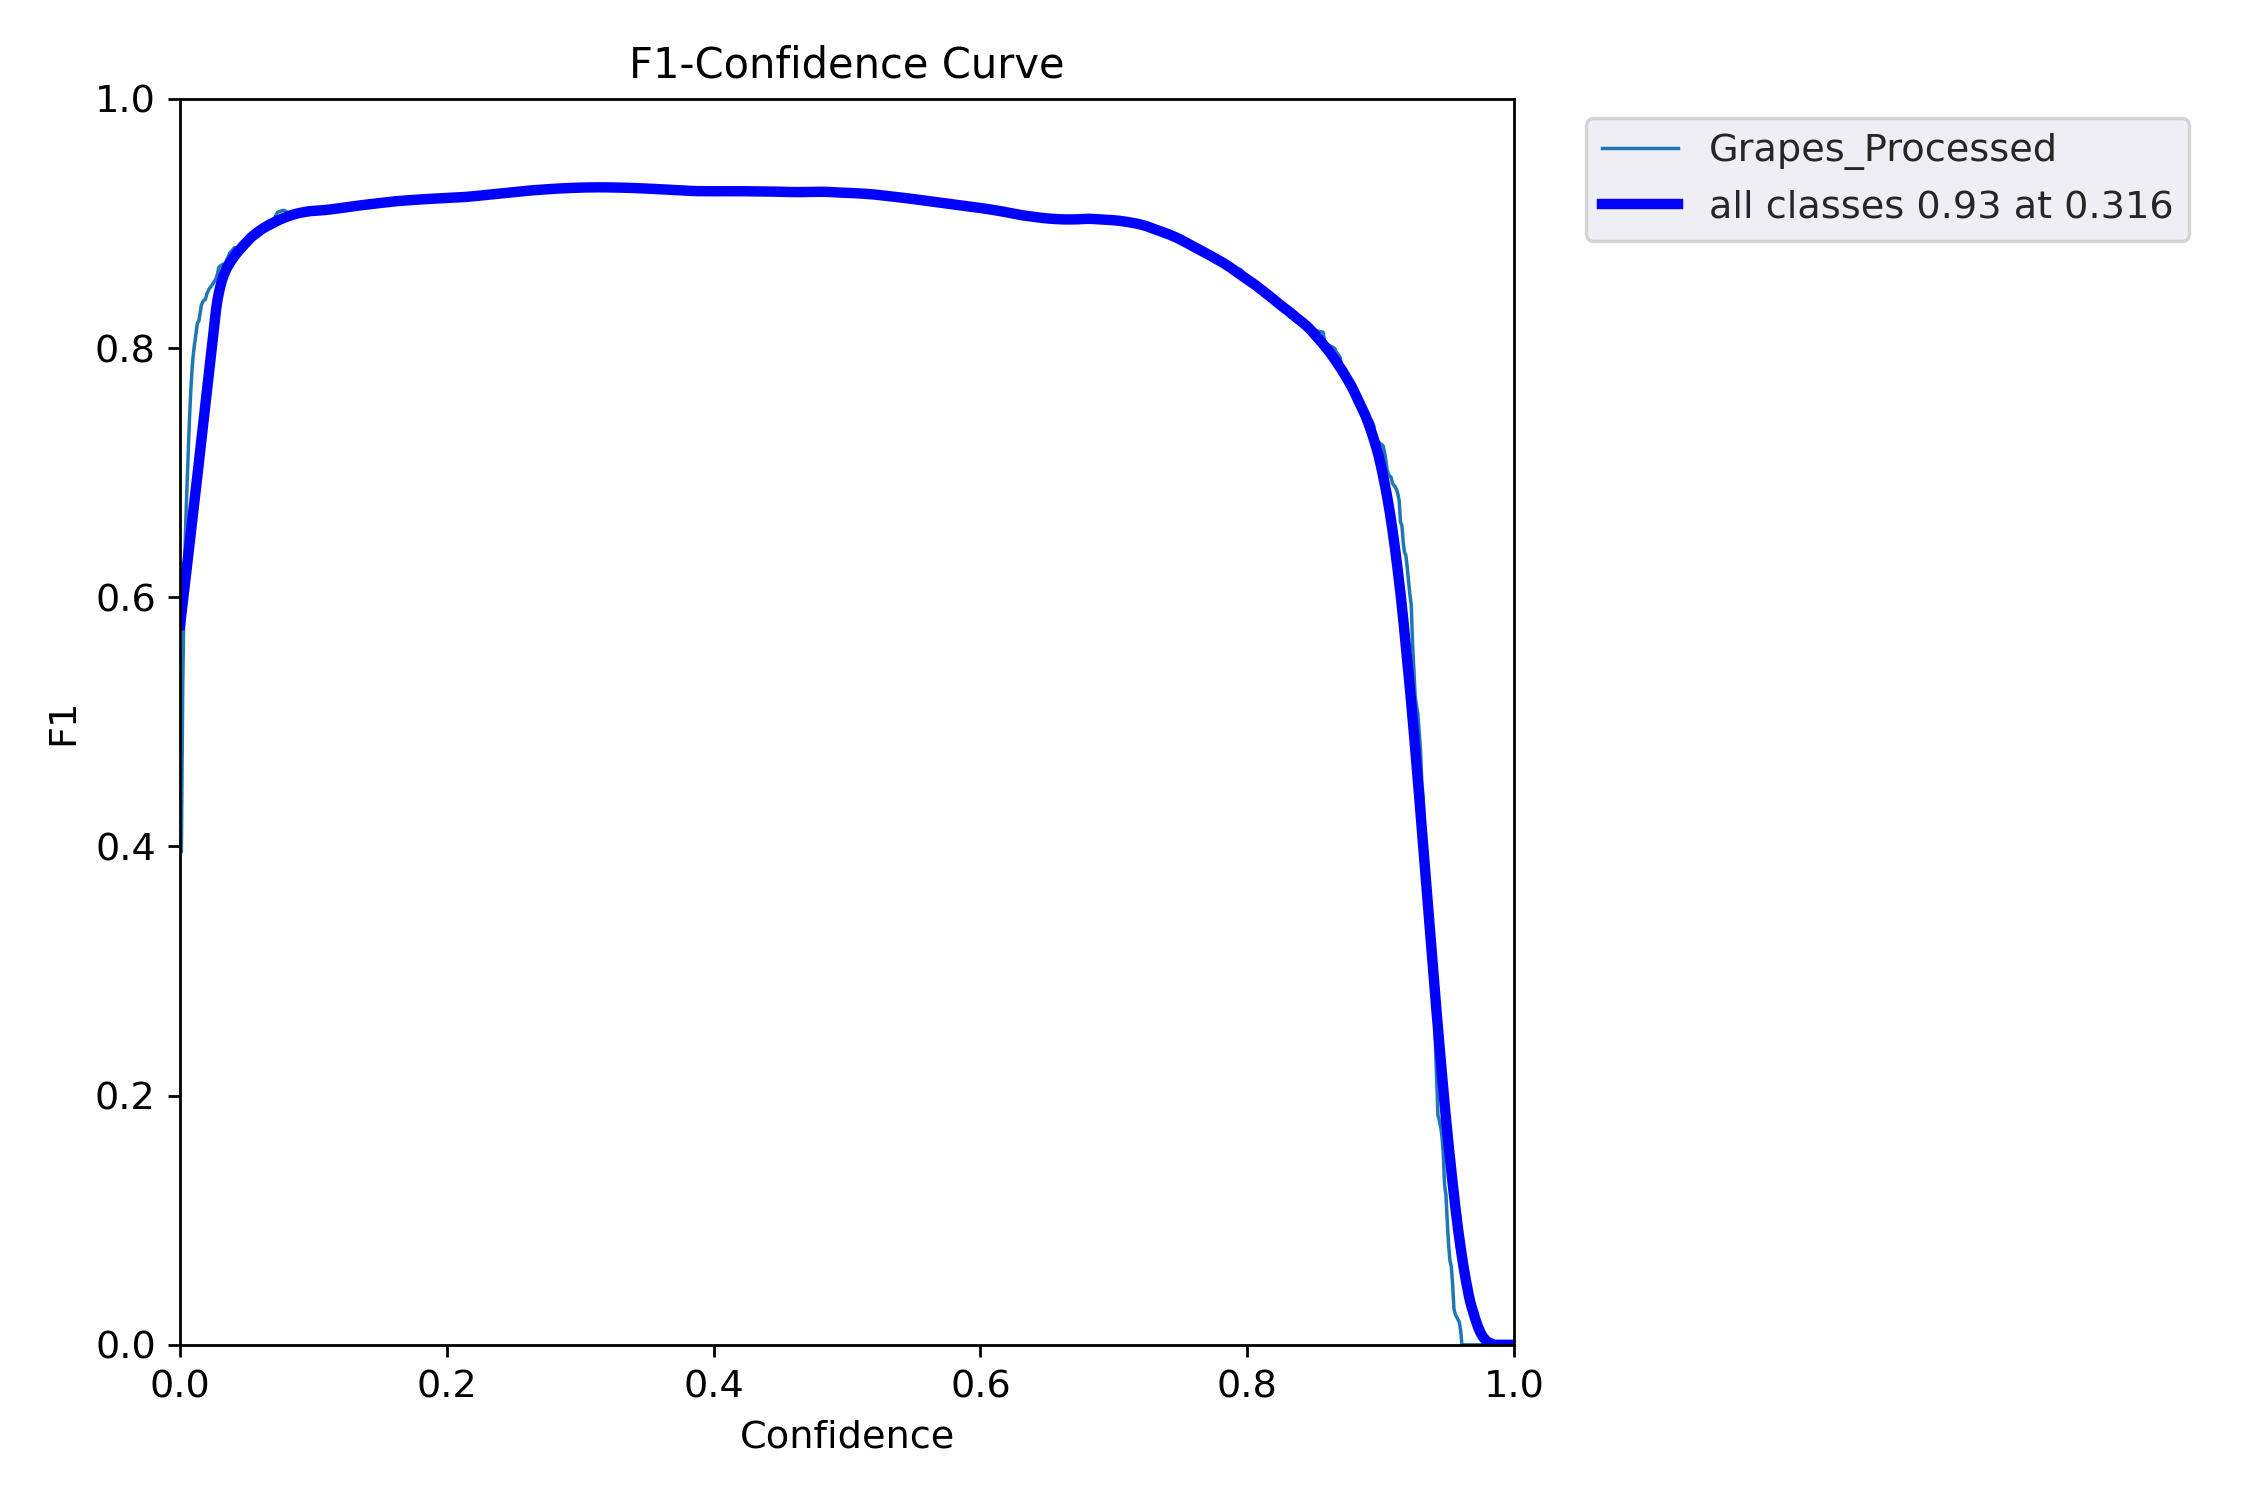 F1-Confidence Curve
1.0
0.8
0.6
0.4
0.2
0.0
F1
0.0 0.2 0.4 0.6 0.8 1.0
Confidence
Grapes_Processed
all classes 0.93 at 0.316